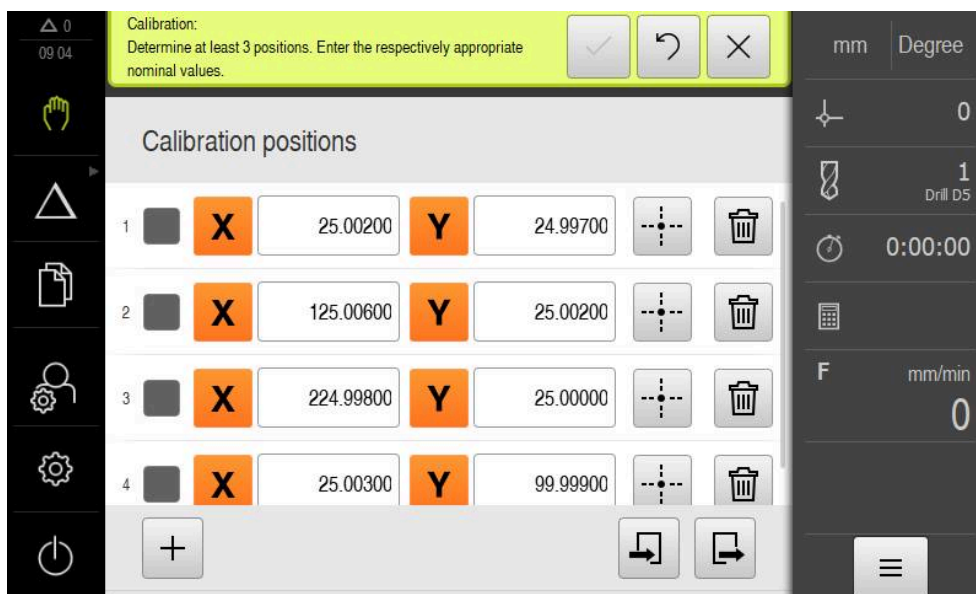 0
09 04
Calibration:
Determine at least 3 positions. Enter the respectively appropriate
nominal values.
mm Degree
0
Calibration positions
1
Drill D5
1 X 25.00200 Y 24.99700
0:00:00
2 X 125.00600 Y 25.00200
3 X 224.99800 Y 25.00000
F mm/min
0
4 X 25.00300 Y 99.99900